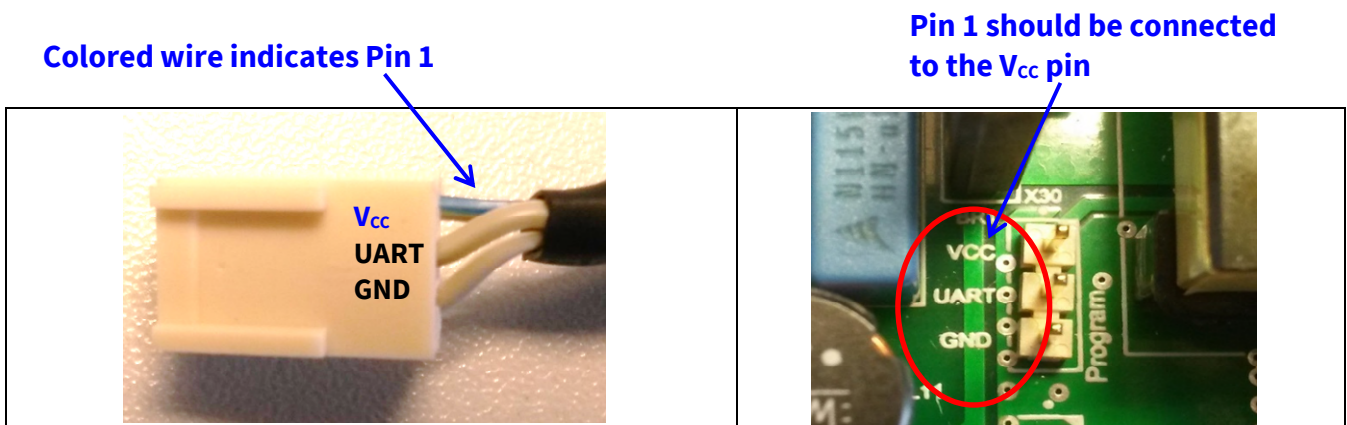 Colored wire indicates Pin 1
Pin 1 should be connected
to the Vcc pin
Vcc
UART
GND
X30
VCC
UART
GND
Program
N115